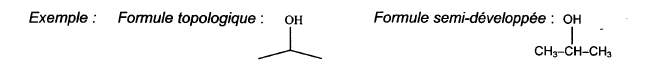 Exemple : Formule topologique : OH Formule semi-développée : OH
CH₃–CH–CH₃